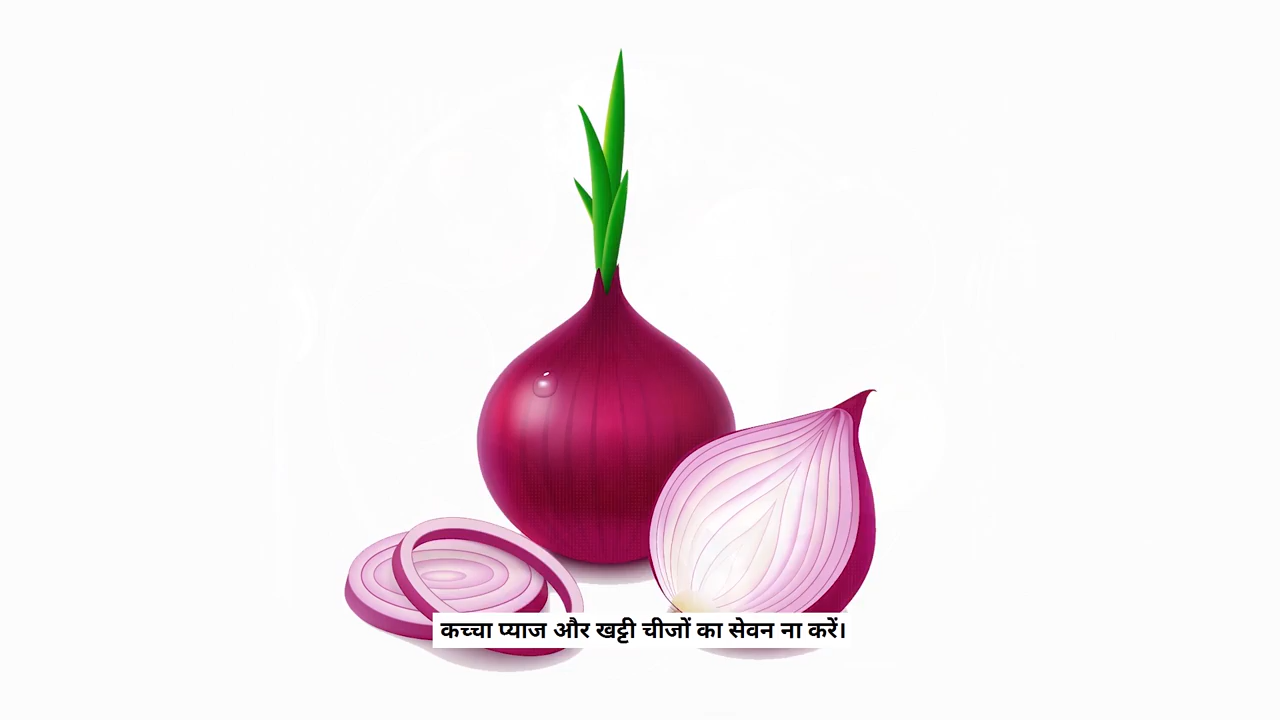 कच्चा प्याज और खट्टी चीजों का सेवन ना करें।